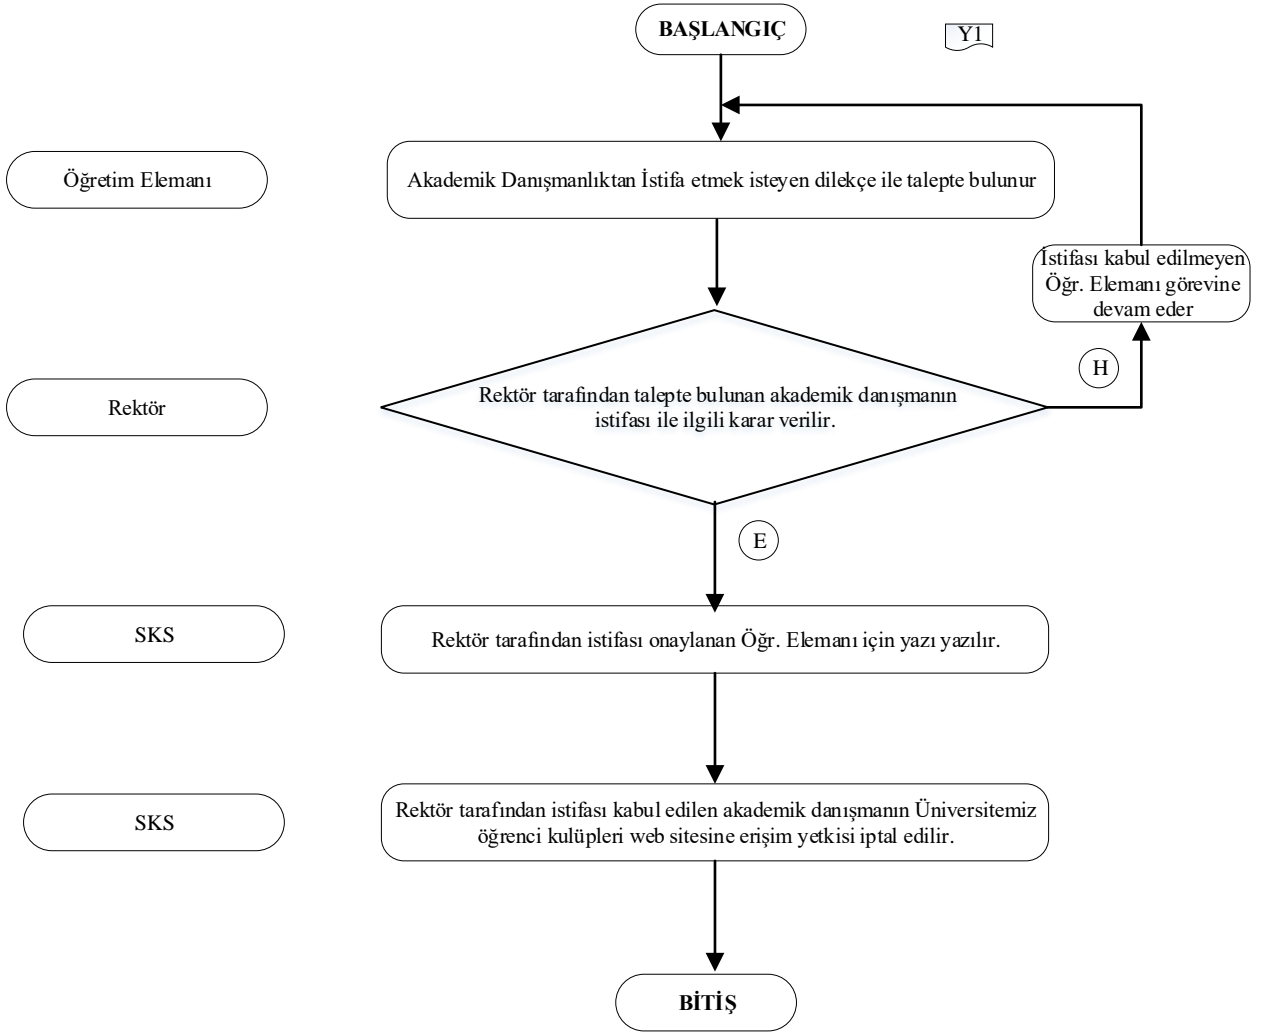 BAŞLANGIÇ
Y1
Öğretim Elemanı
Akademik Danışmanlıktan İstifa etmek isteyen dilekçe ile talepte bulunur
İstifası kabul edilmeyen
Öğr. Elemanı görevine
devam eder
H
Rektör
Rektör tarafından talepte bulunan akademik danışmanın
istifası ile ilgili karar verilir.
E
SKS
Rektör tarafından istifası onaylanan Öğr. Elemanı için yazı yazılır.
SKS
Rektör tarafından istifası kabul edilen akademik danışmanın Üniversitemiz
öğrenci kulüpleri web sitesine erişim yetkisi iptal edilir.
BİTİŞ